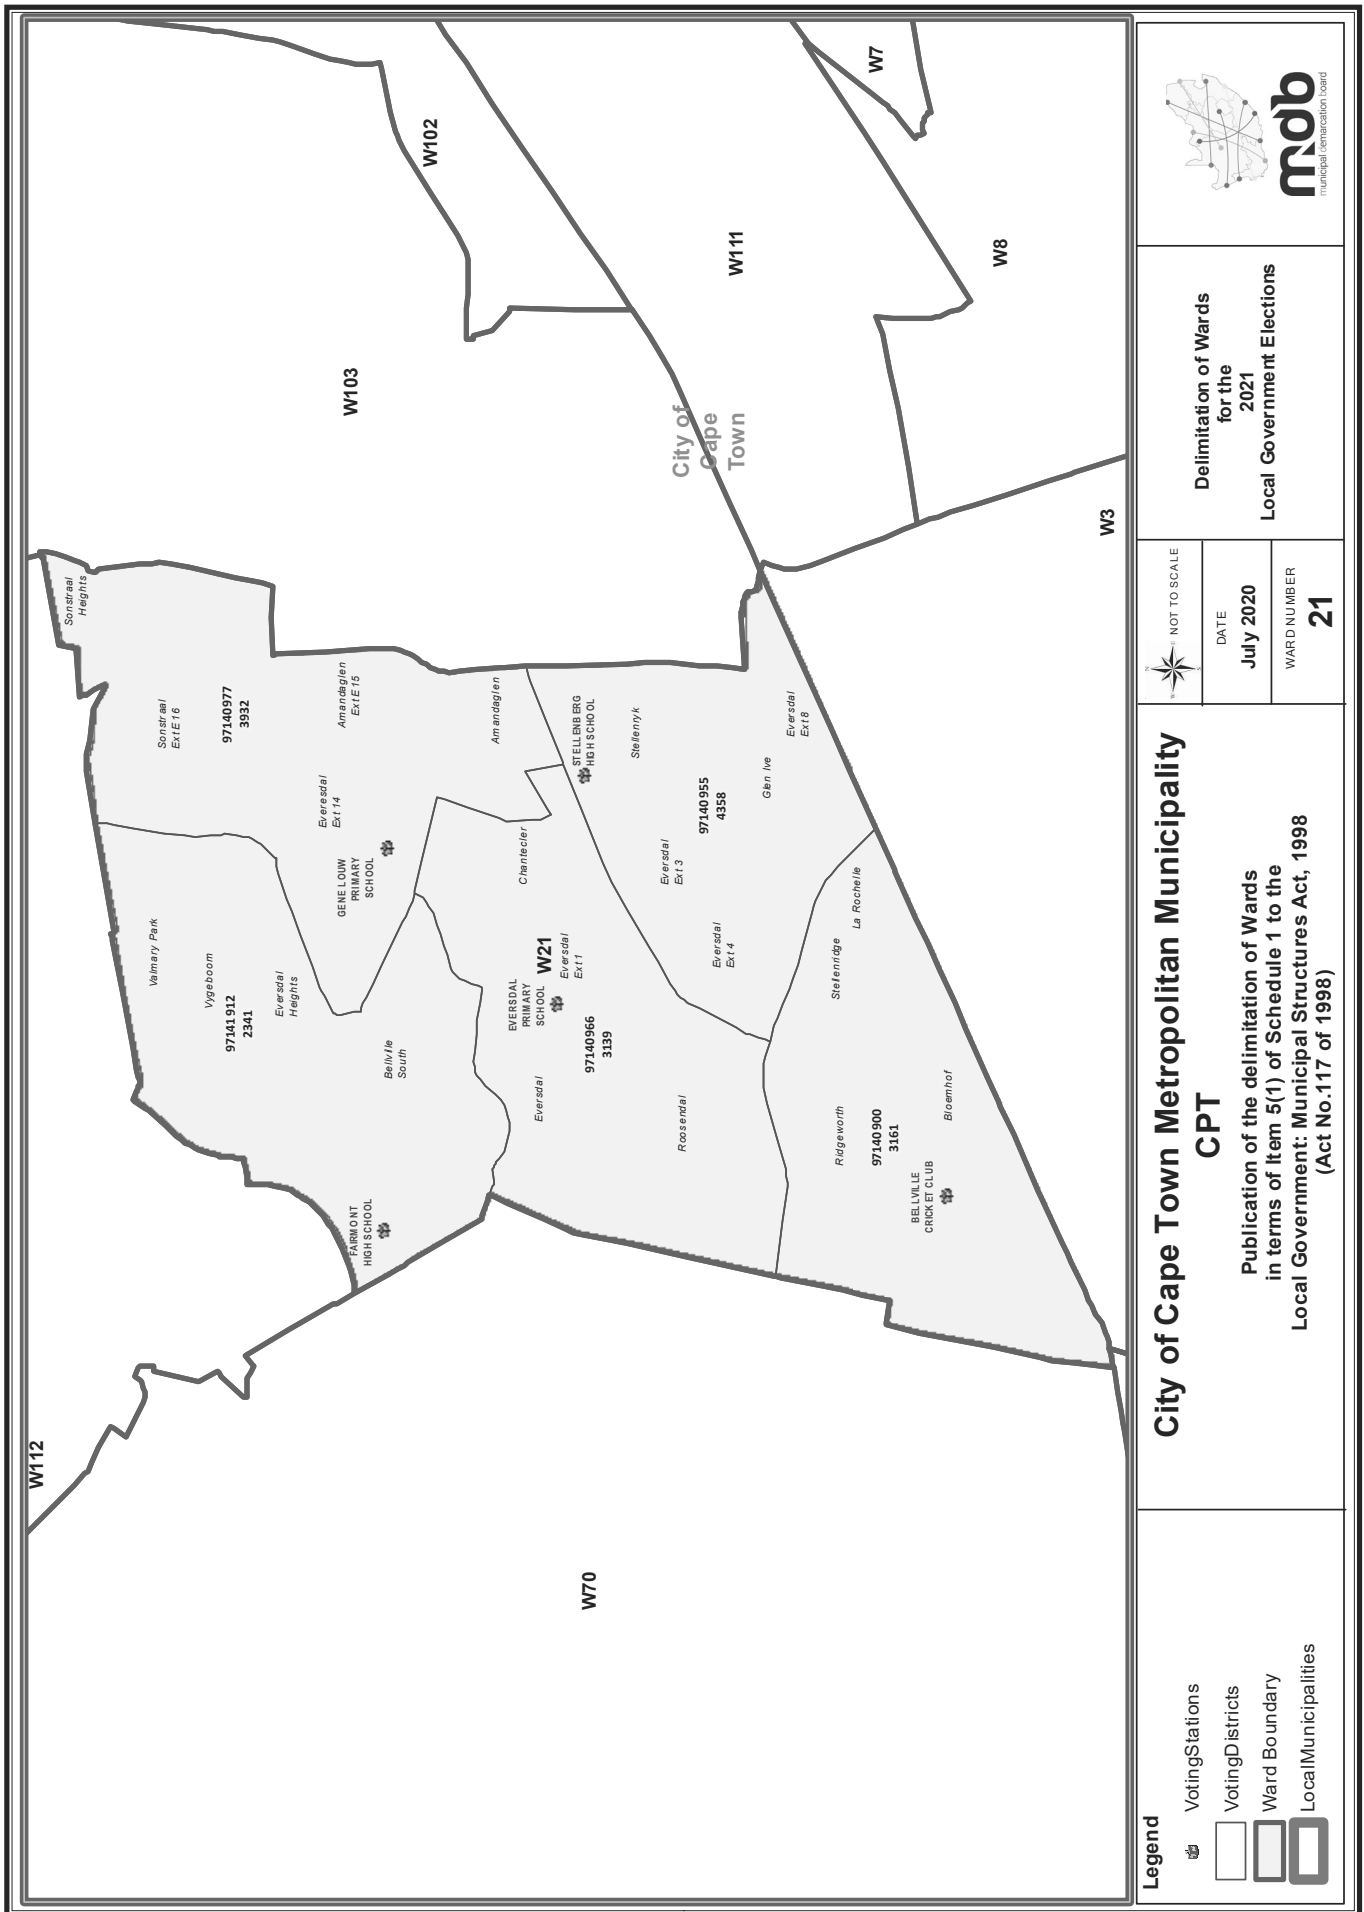 W112
W102
W7
W103
W111
W8
City of
Cape
Town
W3
W70
Sonstraal
Heights
Sonstraal
Ext E16
97140977
3932
Amandaglen
Ext E15
Everesdal
Ext 14
GENE LOUW
PRIMARY
SCHOOL
Amandaglen
STELLENBERG
HIGH SCHOOL
Stellenryk
97140955
4358
Glen Ive
Eversdal
Ext 8
Eversdal
Ext 3
Eversdal
Ext 4
Valmary Park
Vygeboom
97141912
2341
Eversdal
Heights
Bellville
South
FAIRMONT
HIGH SCHOOL
Chantecler
W21
Eversdal
Ext 1
EVERSDAL
PRIMARY
SCHOOL
97140966
3139
Eversdal
Roosendal
La Rochelle
Stellenridge
Ridgeworth
97140900
3161
Bloemhof
BELLVILLE
CRICKET CLUB
Legend
VotingStations
VotingDistricts
Ward Boundary
LocalMunicipalities
City of Cape Town Metropolitan Municipality
CPT
Publication of the delimitation of Wards
in terms of Item 5(1) of Schedule 1 to the
Local Government: Municipal Structures Act, 1998
(Act No.117 of 1998)
N
E
S
W
NOT TO SCALE
DATE
July 2020
WARD NUMBER
21
Delimitation of Wards
for the
2021
Local Government Elections
mdb
municipal demarcation board